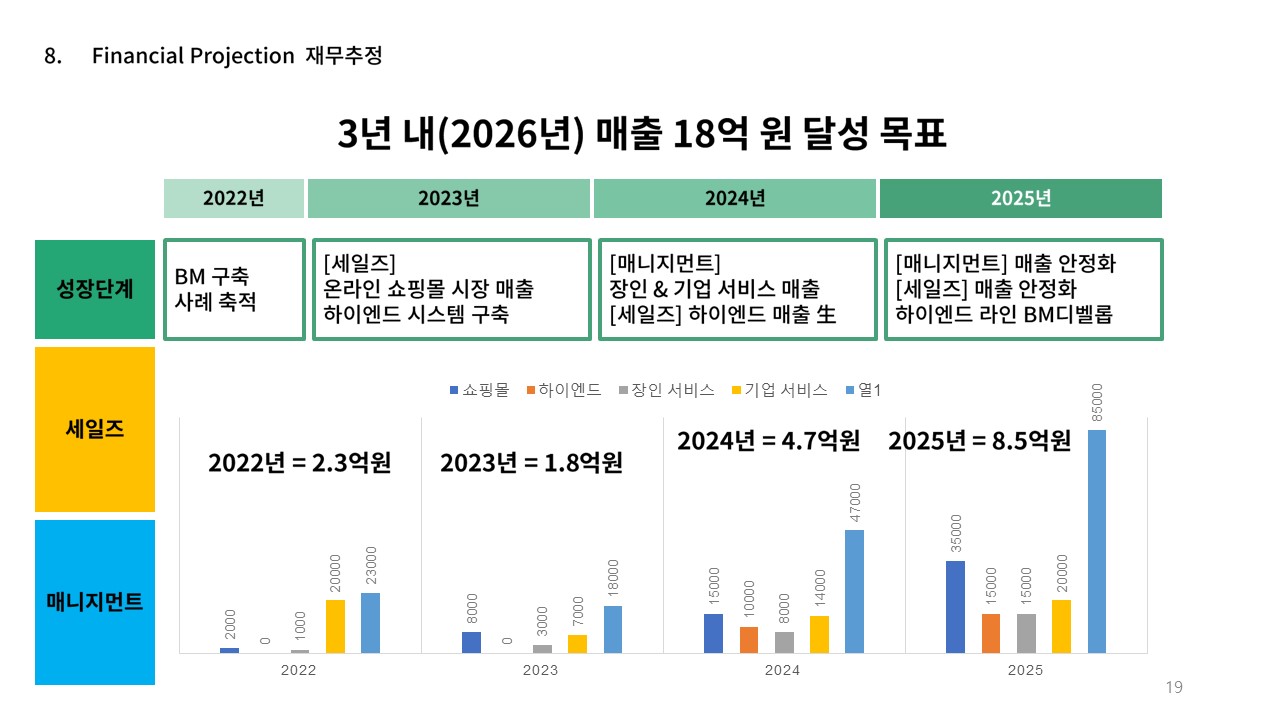 8. Financial Projection 재무추정
3년 내(2026년) 매출 18억 원 달성 목표
2022년 2023년 2024년 2025년
성장단계
BM 구축
사례 축적
[세일즈]
온라인 쇼핑몰 시장 매출
하이엔드 시스템 구축
[매니지먼트]
장인 & 기업 서비스 매출
[세일즈] 하이엔드 매출 生
[매니지먼트] 매출 안정화
[세일즈] 매출 안정화
하이엔드 라인 BM디벨롭
세일즈
매니지먼트
쇼핑몰 하이엔드 장인 서비스 기업 서비스 열1
2022년 = 2.3억원
2023년 = 1.8억원
2024년 = 4.7억원
2025년 = 8.5억원
2000 0 1000 20000 23000
8000 0 3000 7000 18000
15000 10000 8000 14000 47000
35000 15000 15000 20000 85000
2022 2023 2024 2025
19